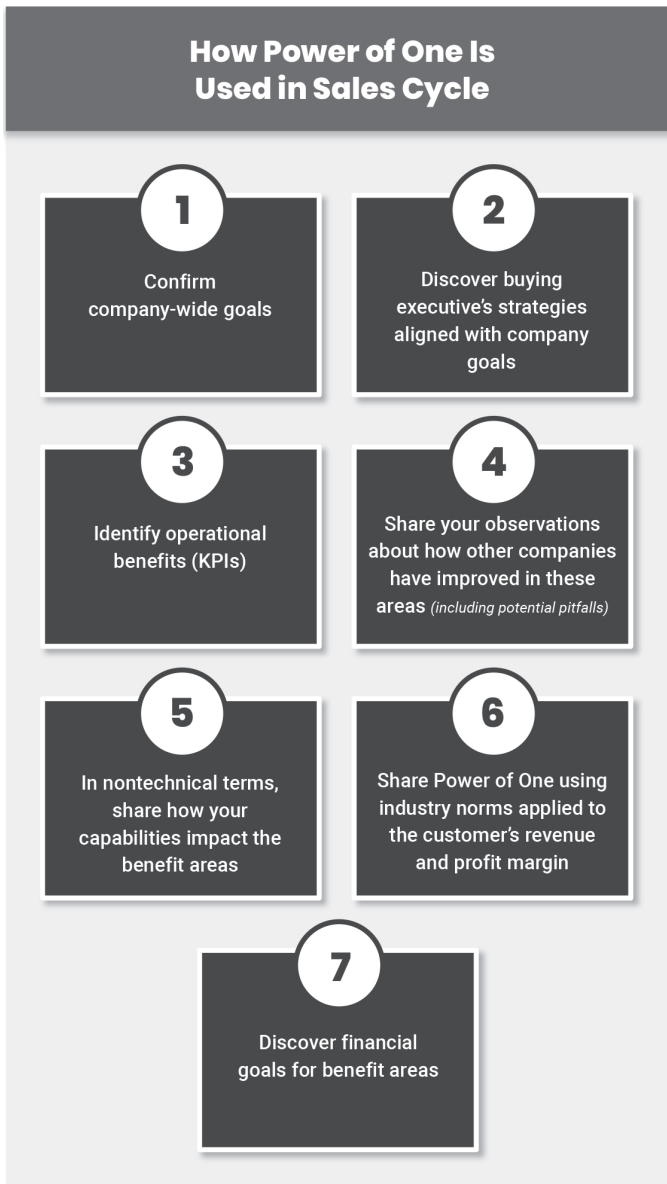 How Power of One Is
Used in Sales Cycle
1
Confirm
company-wide goals
2
Discover buying
executive’s strategies
aligned with company
goals
3
Identify operational
benefits (KPIs)
4
Share your observations
about how other companies
have improved in these
areas (including potential pitfalls)
5
In nontechnical terms,
share how your
capabilities impact the
benefit areas
6
Share Power of One using
industry norms applied to
the customer’s revenue
and profit margin
7
Discover financial
goals for benefit areas